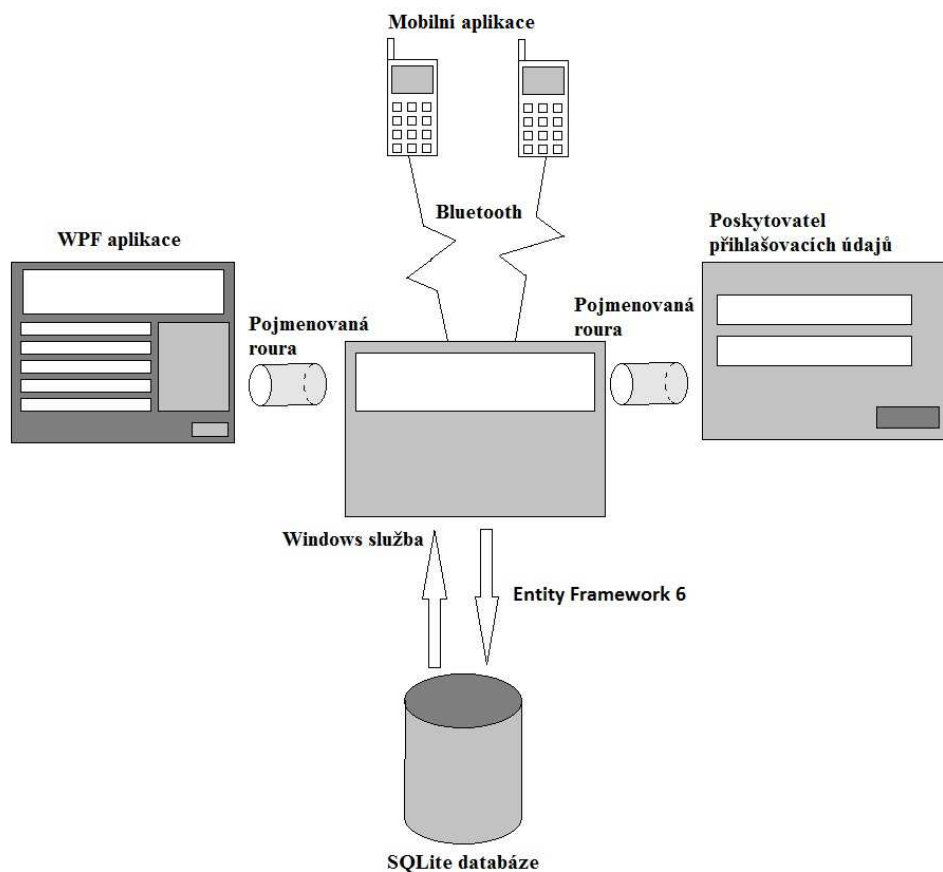 Mobilní aplikace
Bluetooth
WPF aplikace
Poskytovatel
přihlašovacích údajů
Pojmenovaná
roura
Pojmenovaná
roura
Windows služba
Entity Framework 6
SQLite databáze